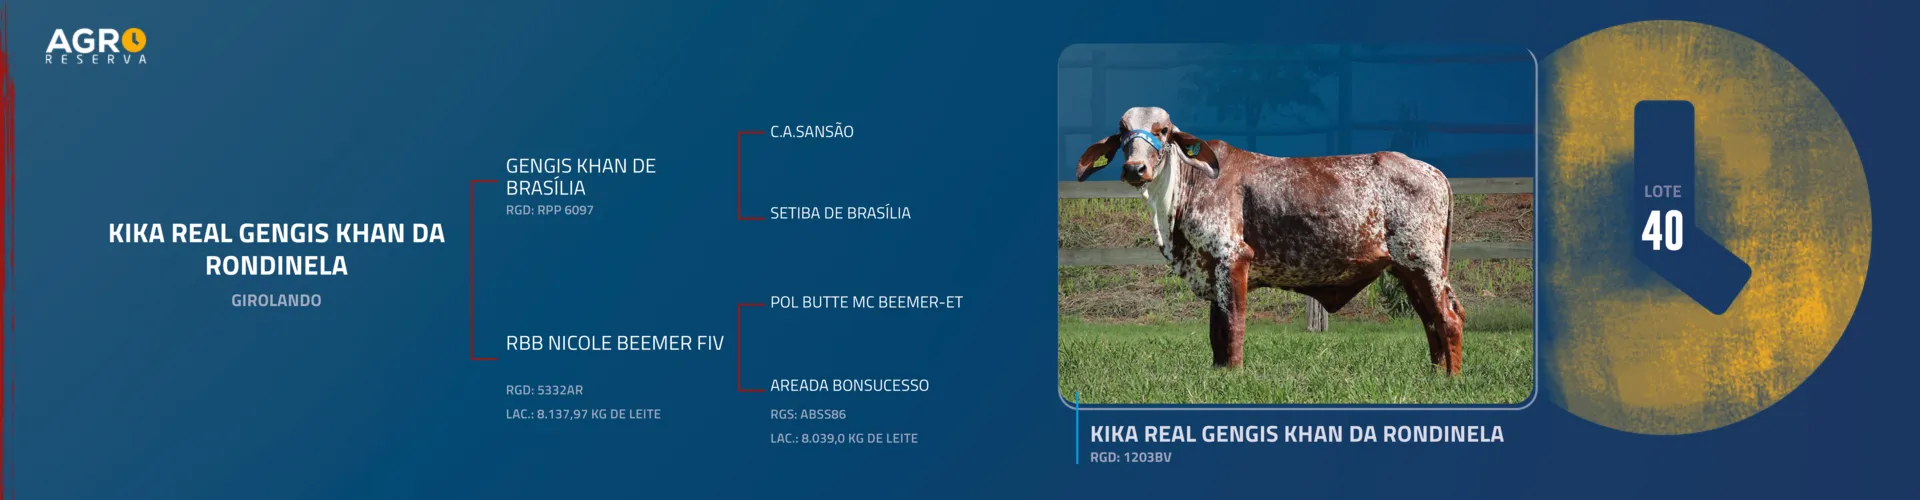 AGRO
RESERVA
KIKA REAL GENGIS KHAN DA
RONDINELA
GIROLANDO
GENGIS KHAN DE
BRASÍLIA
RGD: RPP 6097
RBB NICOLE BEEMER FIV
RGD: 5332AR
LAC.: 8.137,97 KG DE LEITE
C.A.SANSÃO
SETIBA DE BRASÍLIA
POL BUTTE MC BEEMER-ET
AREADA BONSUCESSO
RGS: ABSS86
LAC.: 8.039,0 KG DE LEITE
KIKA REAL GENGIS KHAN DA RONDINELA
RGD: 1203BV
LOTE
40